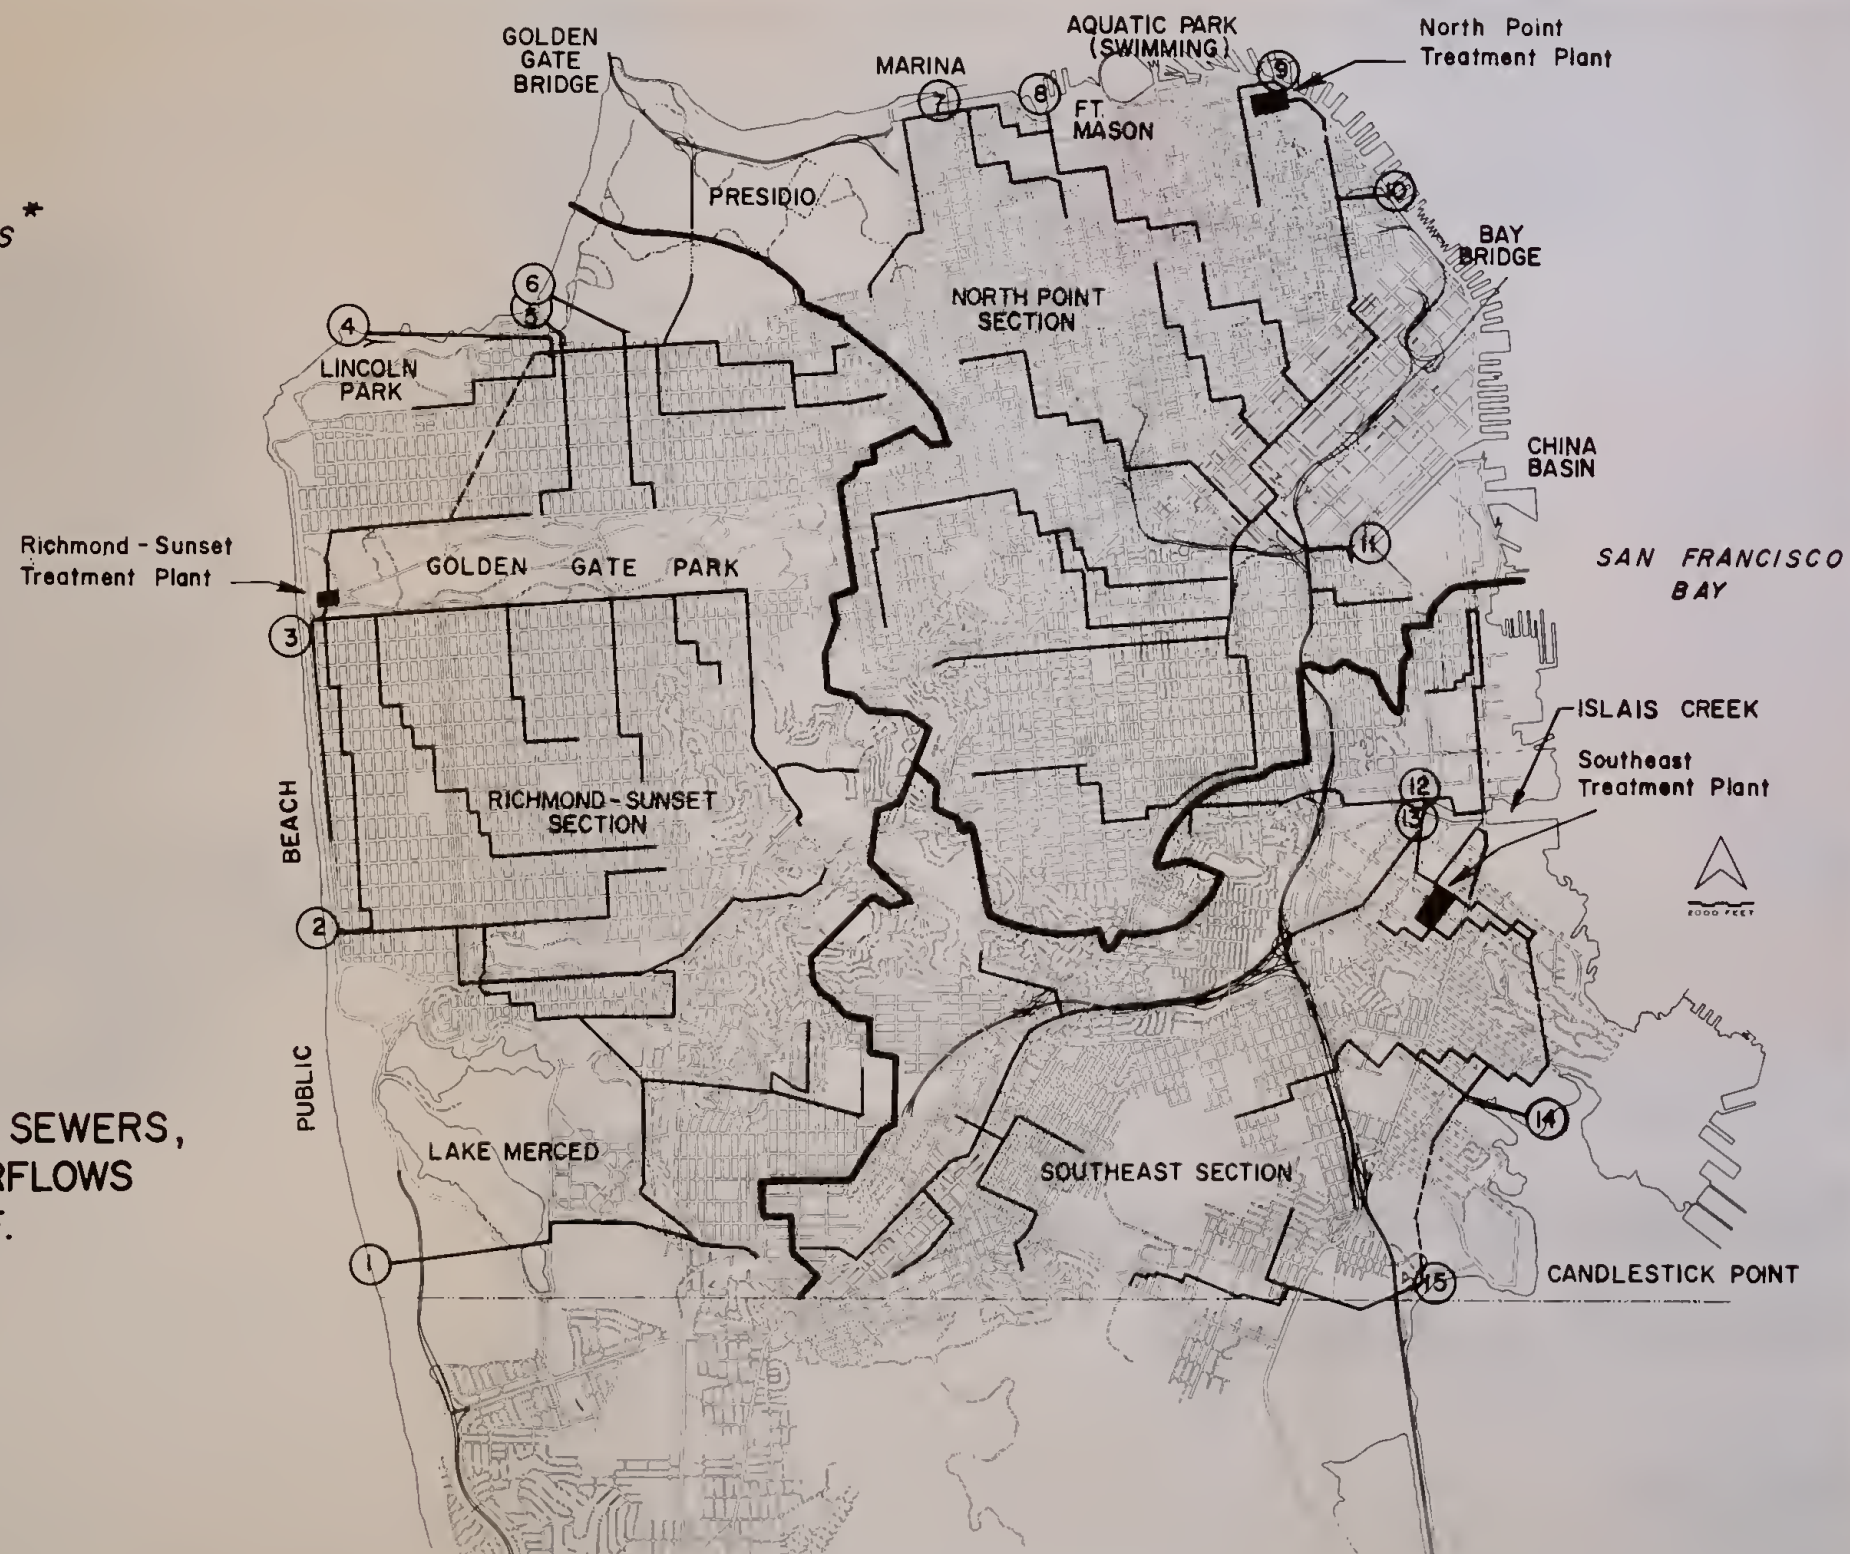 GOLDEN
GATE
BRIDGE
MARINA
AQUATIC PARK
(SWIMMING)
North Point
Treatment Plant
7
8
9
FT.
MASON
*
S
PRESIDIO
10
BAY
BRIDGE
6
5
4
NORTH POINT
SECTION
LINCOLN
PARK
CHINA
BASIN
Richmond-Sunset
Treatment Plant
GOLDEN GATE PARK
11
SAN FRANCISCO
BAY
3
ISLAIS CREEK
Southeast
Treatment Plant
12
13
RICHMOND-SUNSET
SECTION
BEACH
2000 FEET
2
PUBLIC
SEWERS,
RFLOWS
14
LAKE MERCED
SOUTHEAST SECTION
1
15
CANDLESTICK POINT